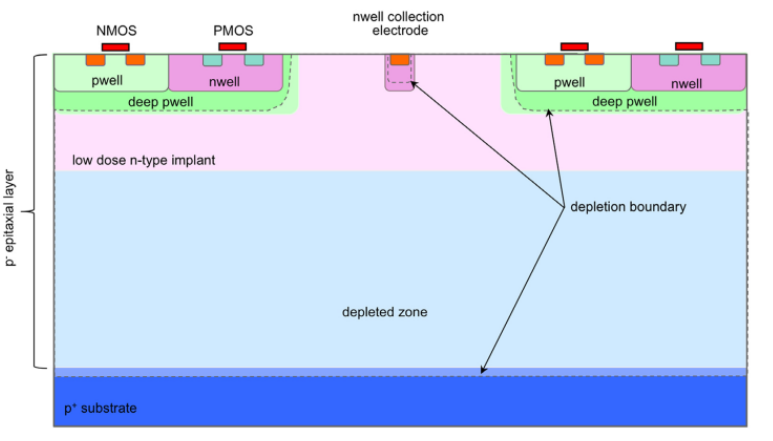 NMOS
PMOS
nwell collection
electrode
pwell
nwell
deep pwell
pwell
nwell
deep pwell
low dose n-type implant
p- epitaxial layer
depletion boundary
depleted zone
p+ substrate